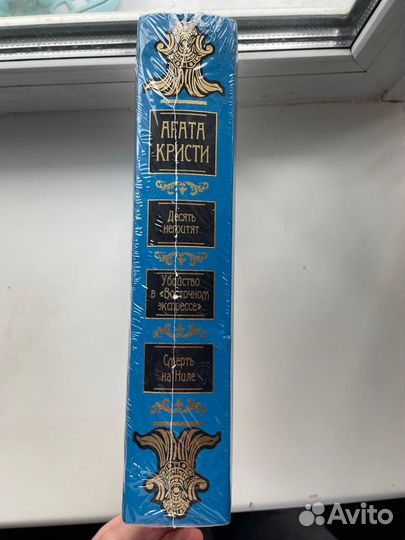 АГАТА
КРИСТИ
Десять
негритят
Убийство
в «Восточном
экспрессе»
Смерть
на Ниле
Avito